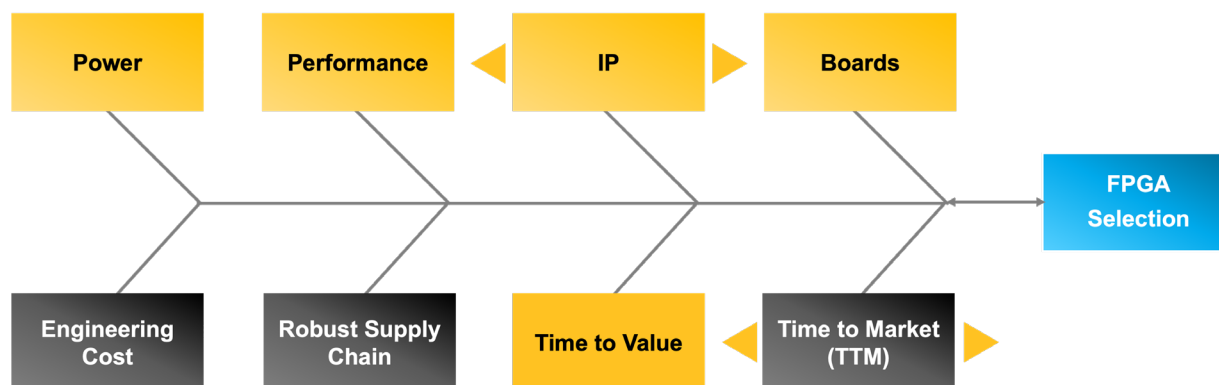 Power
Performance
IP
Boards
FPGA
Selection
Engineering
Cost
Robust Supply
Chain
Time to Value
Time to Market
(TTM)